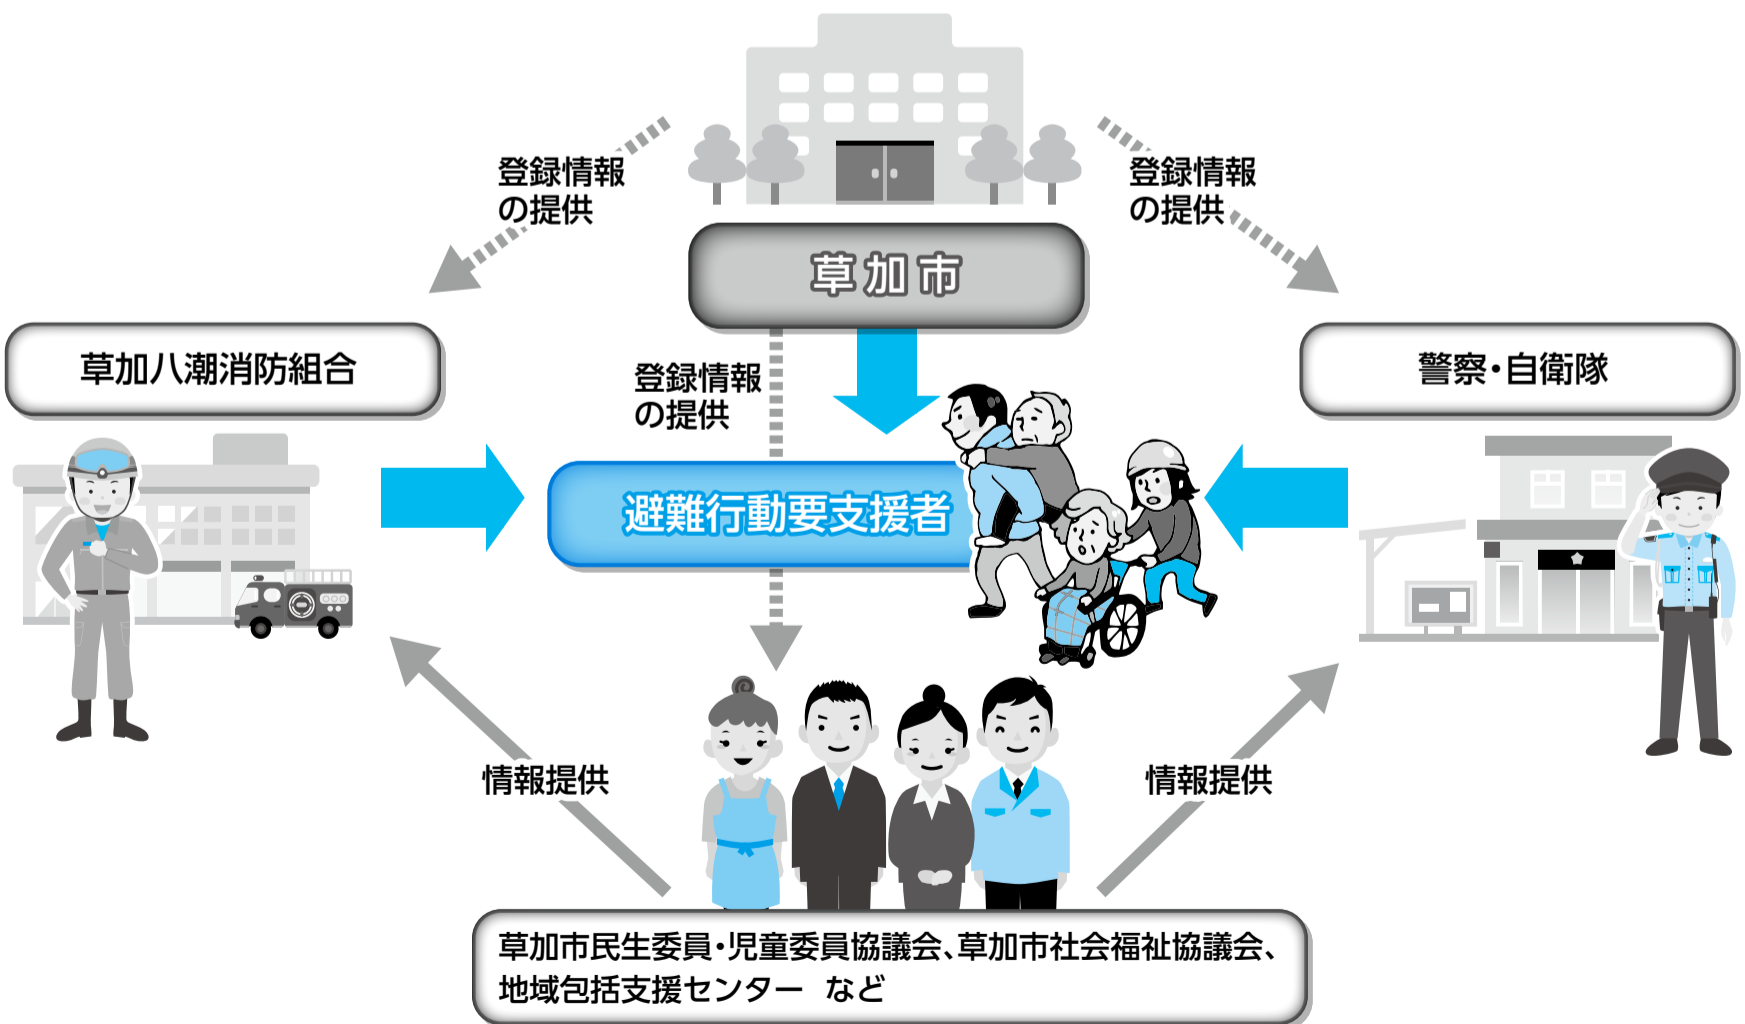 登録情報
の提供
登録情報
の提供
草加市
草加八潮消防組合
登録情報
の提供
警察・自衛隊
避難行動要支援者
情報提供
情報提供
草加市民生委員・児童委員協議会、草加市社会福祉協議会、
地域包括支援センター など